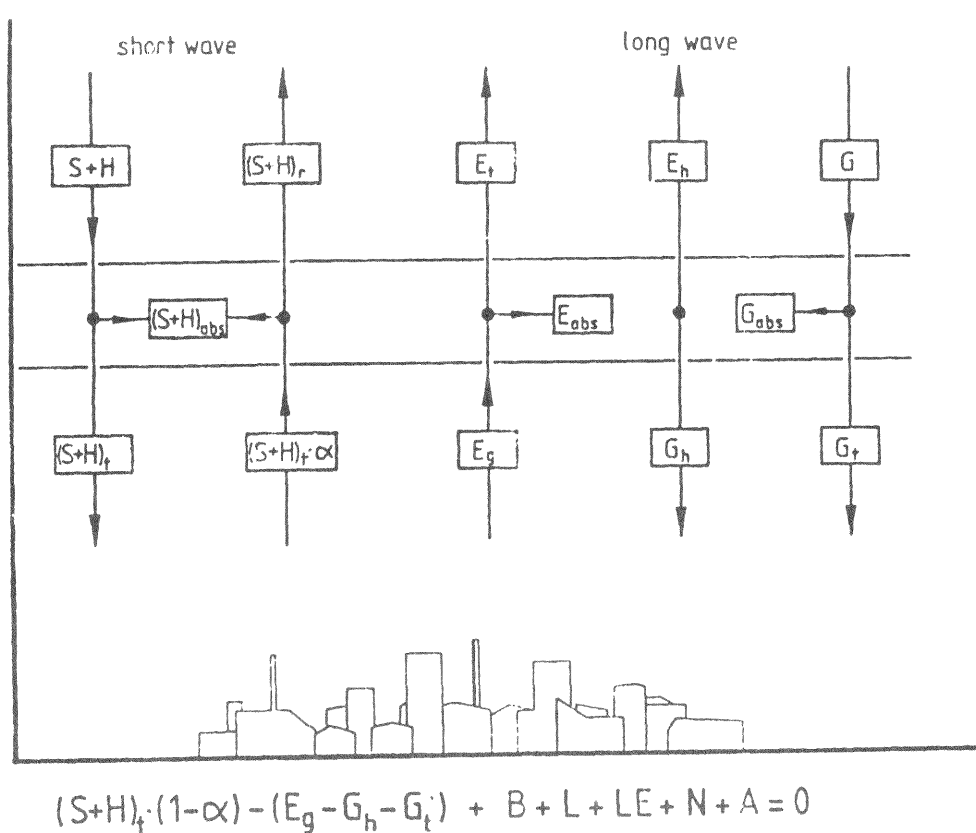 short wave long wave
S+H (S+H)r Et Eh G
(S+H)abs Eabs Gabs
(S+H)t (S+H)t·α Eg Gh Gt
(S+H)t·(1-α)-(Eg-Gh-Gt) + B+L+LE+N+A=0